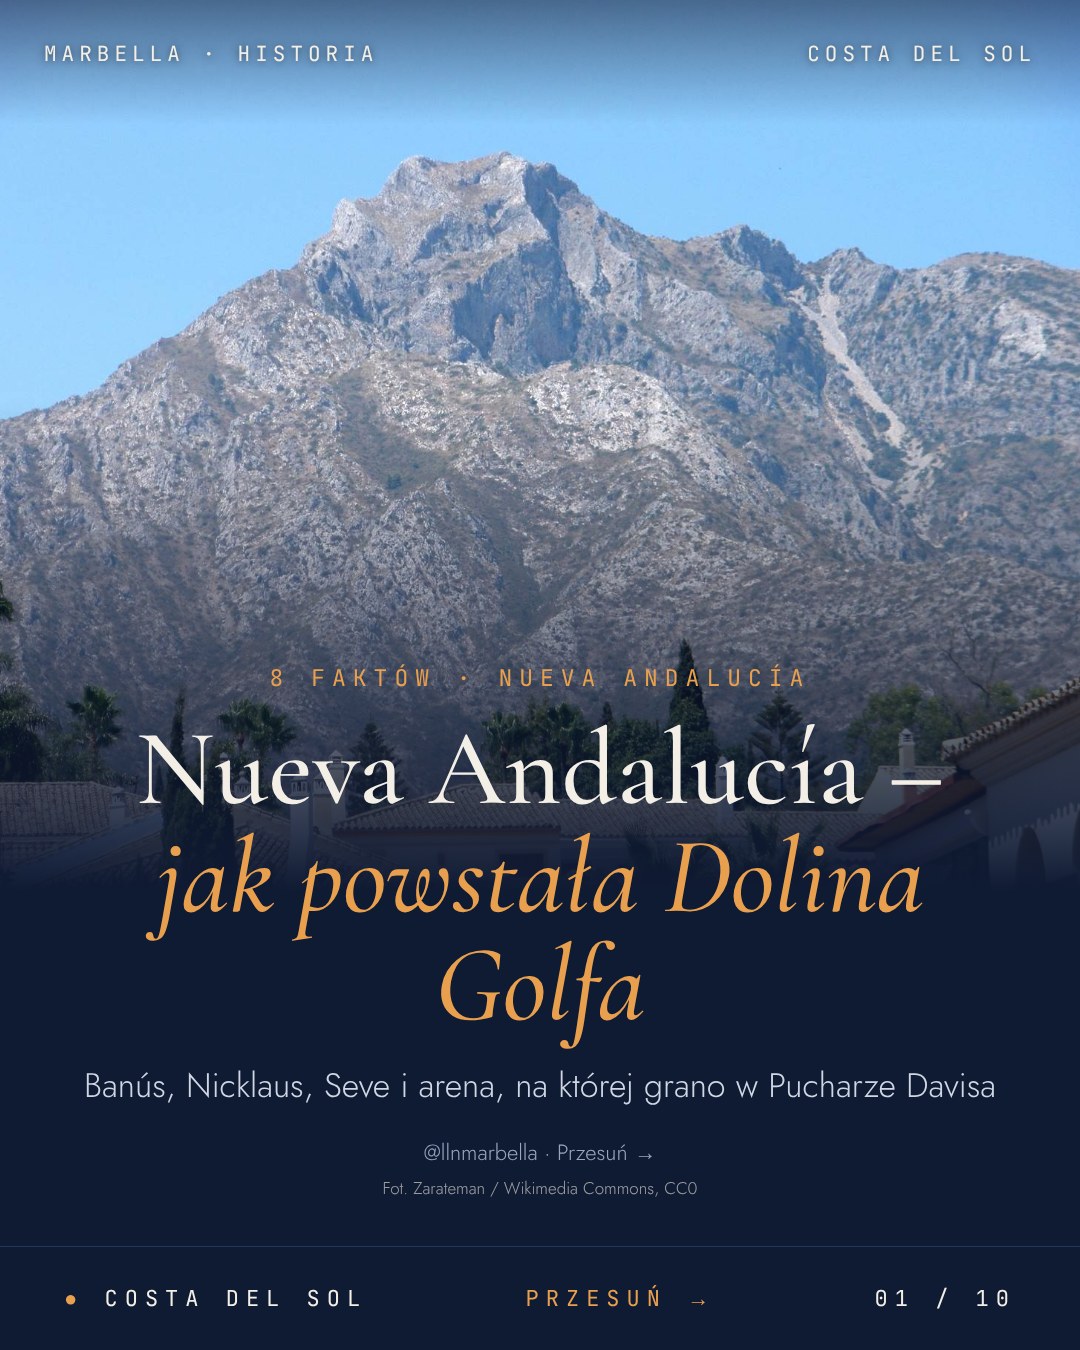 MARBELLA · HISTORIA
COSTA DEL SOL
8 FAKTÓW · NUEVA ANDALUCÍA
Nueva Andalucía –
jak powstała Dolina
Golfa
Banús, Nicklaus, Seve i arena, na której grano w Pucharze Davisa
@llnmarbella · Przesuń →
Fot. Zarateman / Wikimedia Commons, CC0
• COSTA DEL SOL
PRZESUŃ →
01 / 10